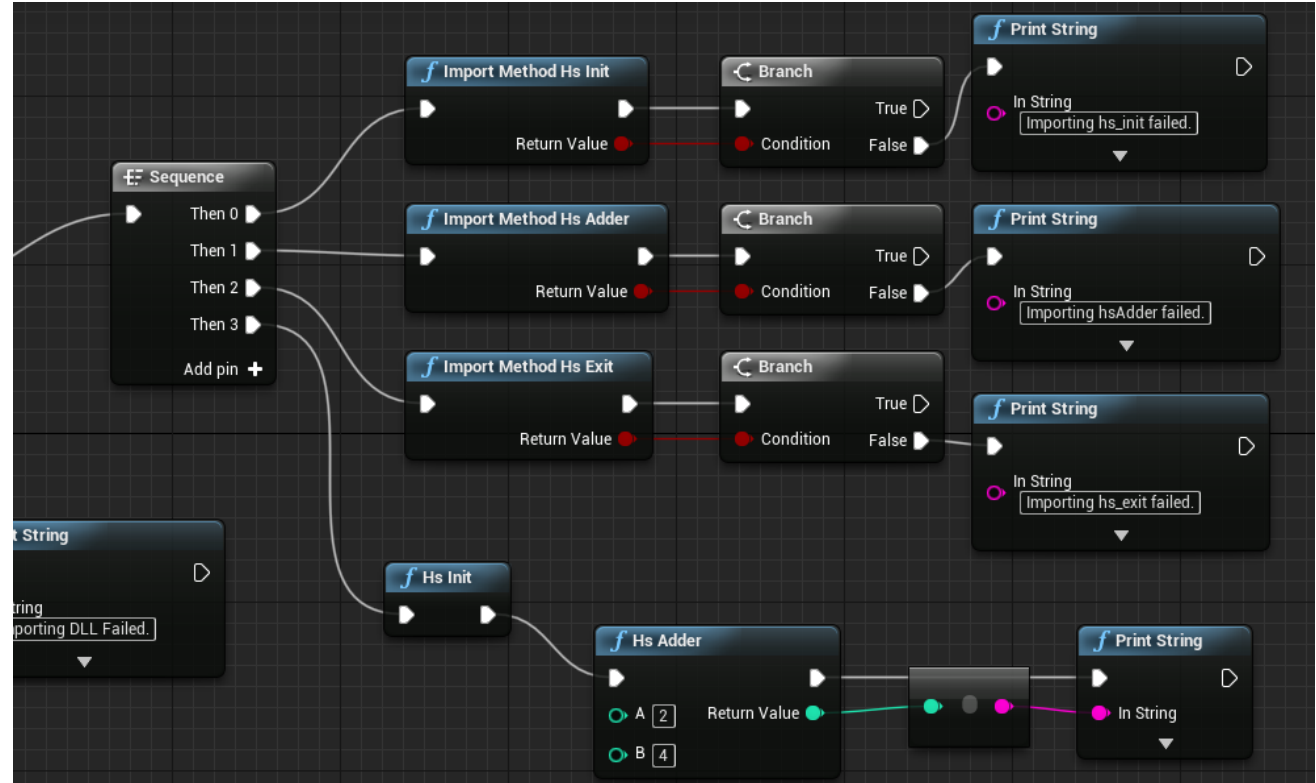 Print String
In String
Importing hs_init failed.
Import Method Hs Init
Return Value
Branch
True
Condition
False
Sequence
Then 0
Then 1
Then 2
Then 3
Add pin
Import Method Hs Adder
Return Value
Branch
True
Condition
False
Print String
In String
Importing hsAdder failed.
Import Method Hs Exit
Return Value
Branch
True
Condition
False
Print String
In String
Importing hs_exit failed.
t String
tring
porting DLL Failed.
Hs Init
Hs Adder
A 2
Return Value
B 4
Print String
In String